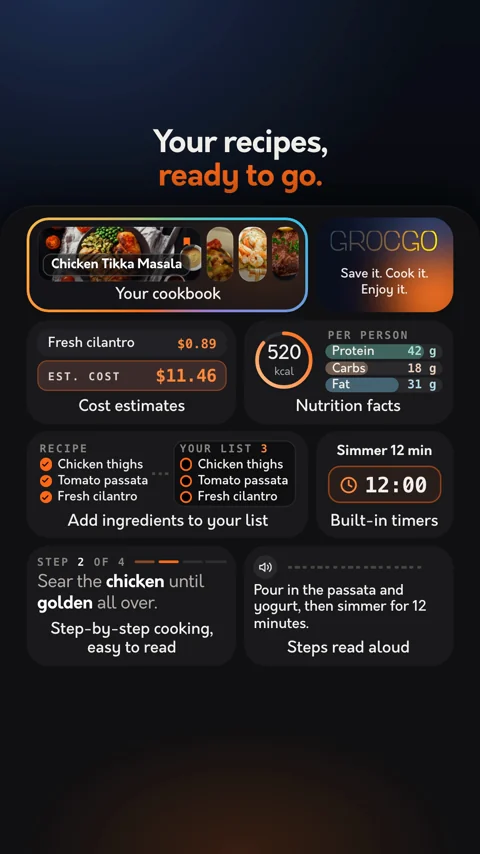 Your recipes,
ready to go.
Chicken Tikka Masala
Your cookbook
GROCGO
Save it. Cook it.
Enjoy it.
Fresh cilantro $0.89
EST. COST $11.46
Cost estimates
520
kcal
PER PERSON
Protein 42 g
Carbs 18 g
Fat 31 g
Nutrition facts
RECIPE
Chicken thighs
Tomato passata
Fresh cilantro
YOUR LIST 3
Chicken thighs
Tomato passata
Fresh cilantro
Add ingredients to your list
Simmer 12 min
12:00
Built-in timers
STEP 2 OF 4
Sear the chicken until
golden all over.
Step-by-step cooking,
easy to read
Pour in the passata and
yogurt, then simmer for 12
minutes.
Steps read aloud